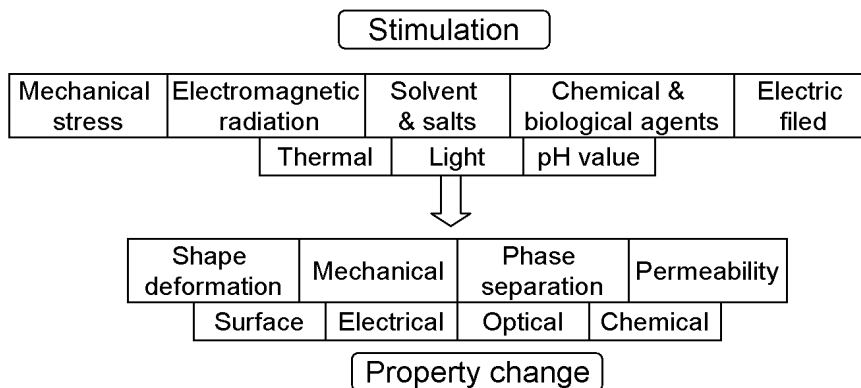 Stimulation
Mechanical Electromagnetic Solvent Chemical & Electric
stress radiation & salts biological agents filed
Thermal Light pH value
Shape Mechanical Phase Permeability
deformation separation
Surface Electrical Optical Chemical
Property change